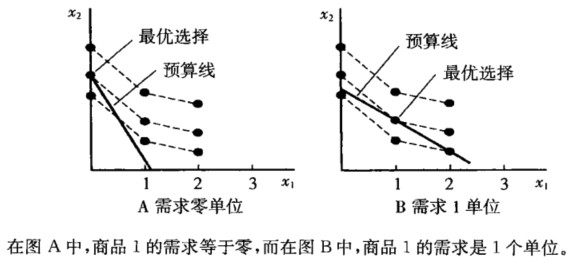 x₂
最优选择
预算线
1 2 3 x₁
A 需求零单位
x₂
预算线
最优选择
1 2 3 x₁
B 需求 1 单位
在图 A 中,商品 1 的需求等于零,而在图 B 中,商品 1 的需求是 1 个单位。